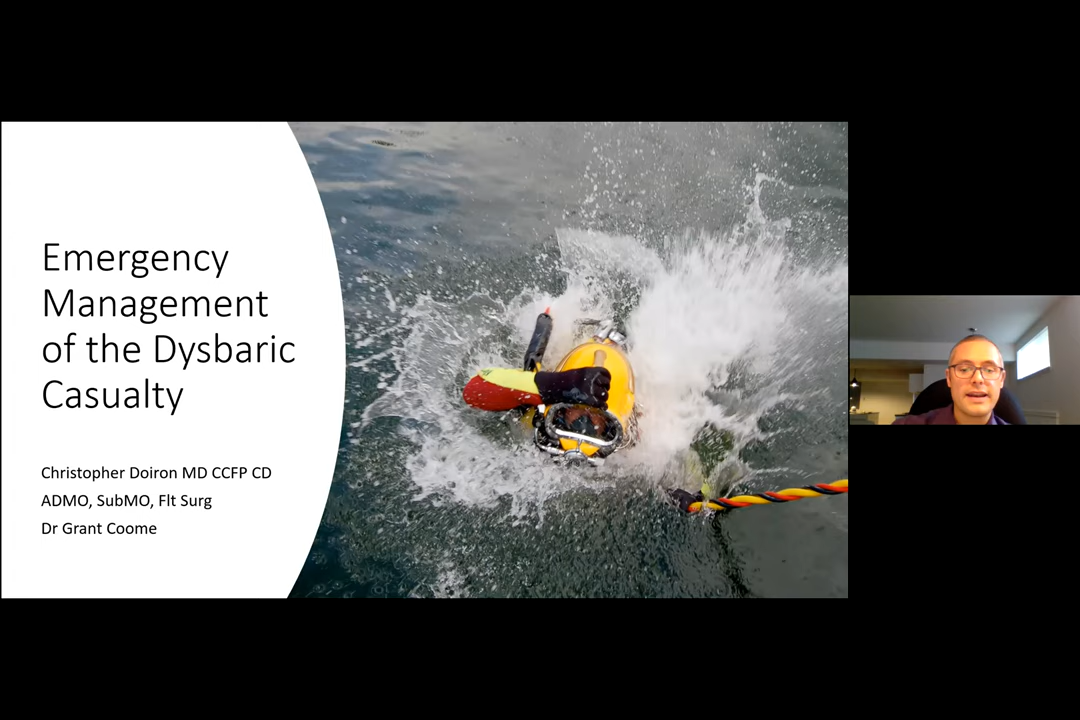 Emergency
Management
of the Dysbaric
Casualty
Christopher Doiron MD CCFP CD
ADMO, SubMO, Flt Surg
Dr Grant Coome